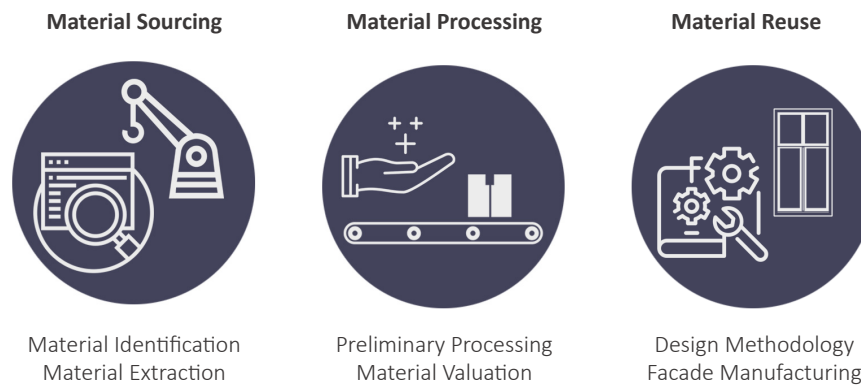 Material Sourcing
Material Processing
Material Reuse
Material Identification
Material Extraction
Preliminary Processing
Material Valuation
Design Methodology
Facade Manufacturing